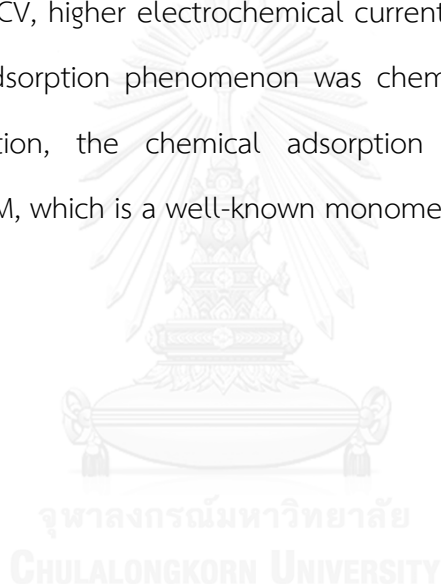 CV, higher electrochemical current
dsorption phenomenon was chem
tion, the chemical adsorption
M, which is a well-known monome
จุฬาลงกรณ์มหาวิทยาลัย
CHULALONGKORN UNIVERSITY